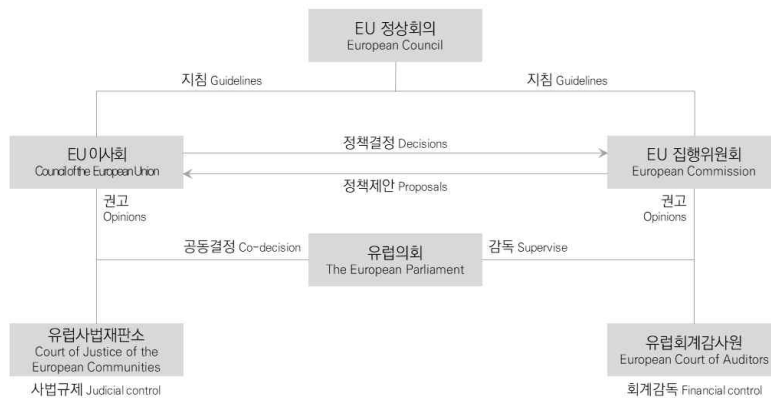 EU 정상회의
European Council
지침 Guidelines
지침 Guidelines
EU 이사회
Council of the European Union
정책결정 Decisions
EU 집행위원회
European Commission
정책제안 Proposals
권고
Opinions
권고
Opinions
공동결정 Co-decision
유럽의회
The European Parliament
감독 Supervise
유럽사법재판소
Court of Justice of the
European Communities
유럽회계감사원
European Court of Auditors
사법규제 Judicial control
회계감독 Financial control